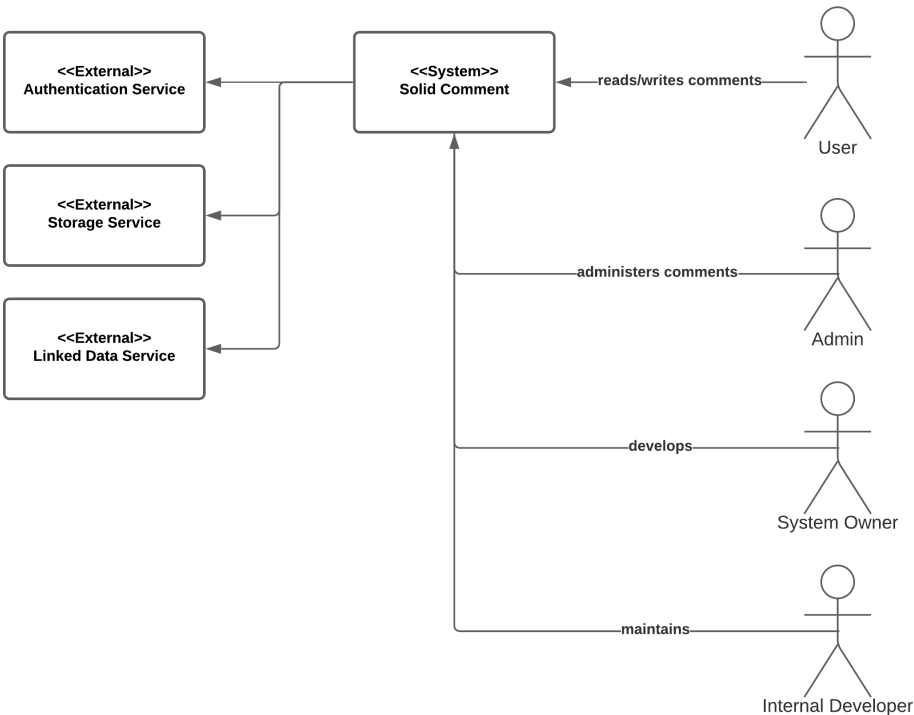 <<External>>
Authentication Service
<<System>>
Solid Comment
reads/writes comments
User
<<External>>
Storage Service
administers comments
Admin
<<External>>
Linked Data Service
develops
System Owner
maintains
Internal Developer